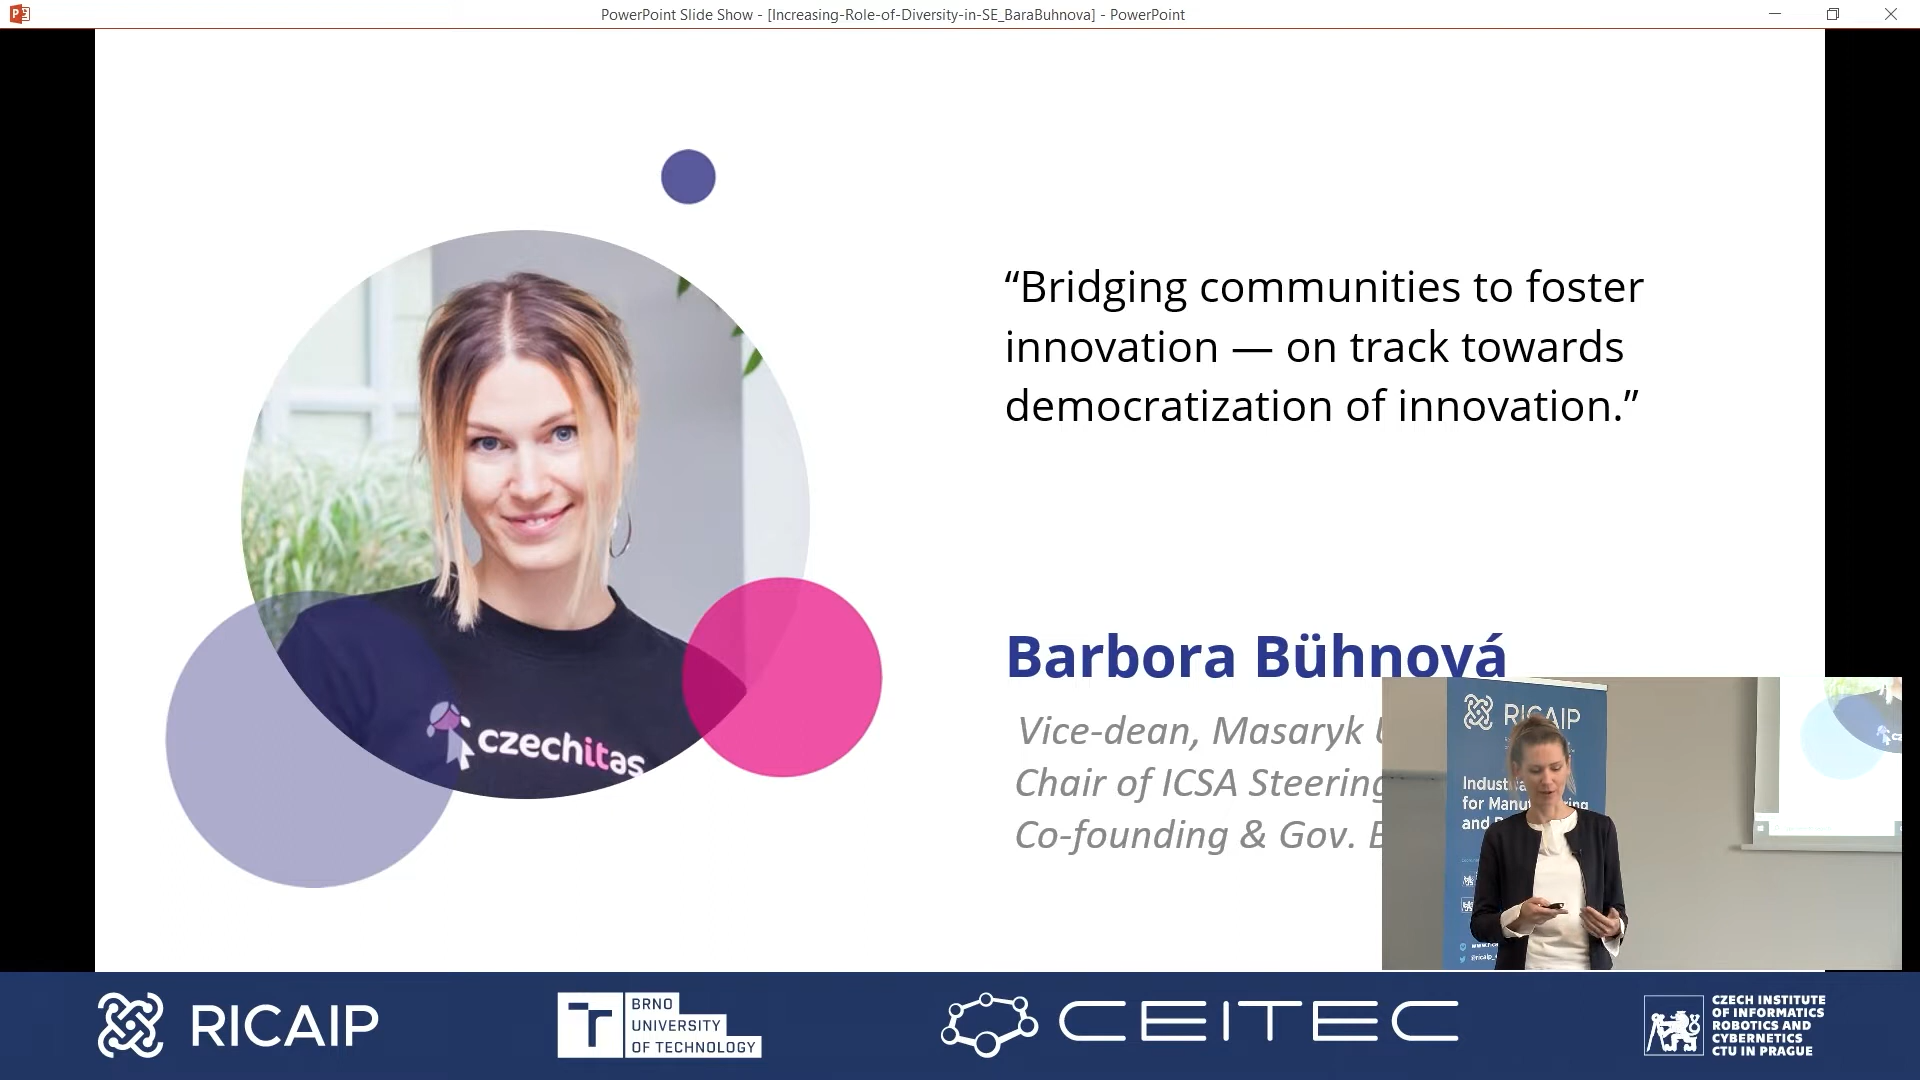 PowerPoint Slide Show - [Increasing-Role-of-Diversity-in-SE_BaraBuhnova] - PowerPoint
“Bridging communities to foster
innovation — on track towards
democratization of innovation.”
czechitas
Barbora Bühnová
Vice-dean, Masaryk
Chair of ICSA Steering
Co-founding & Gov.
RICAIP
for
and
RICAIP
BRNO
UNIVERSITY
OF TECHNOLOGY
CEITEC
CZECH INSTITUTE
OF INFORMATICS
ROBOTICS AND
CYBERNETICS
CTU IN PRAGUE